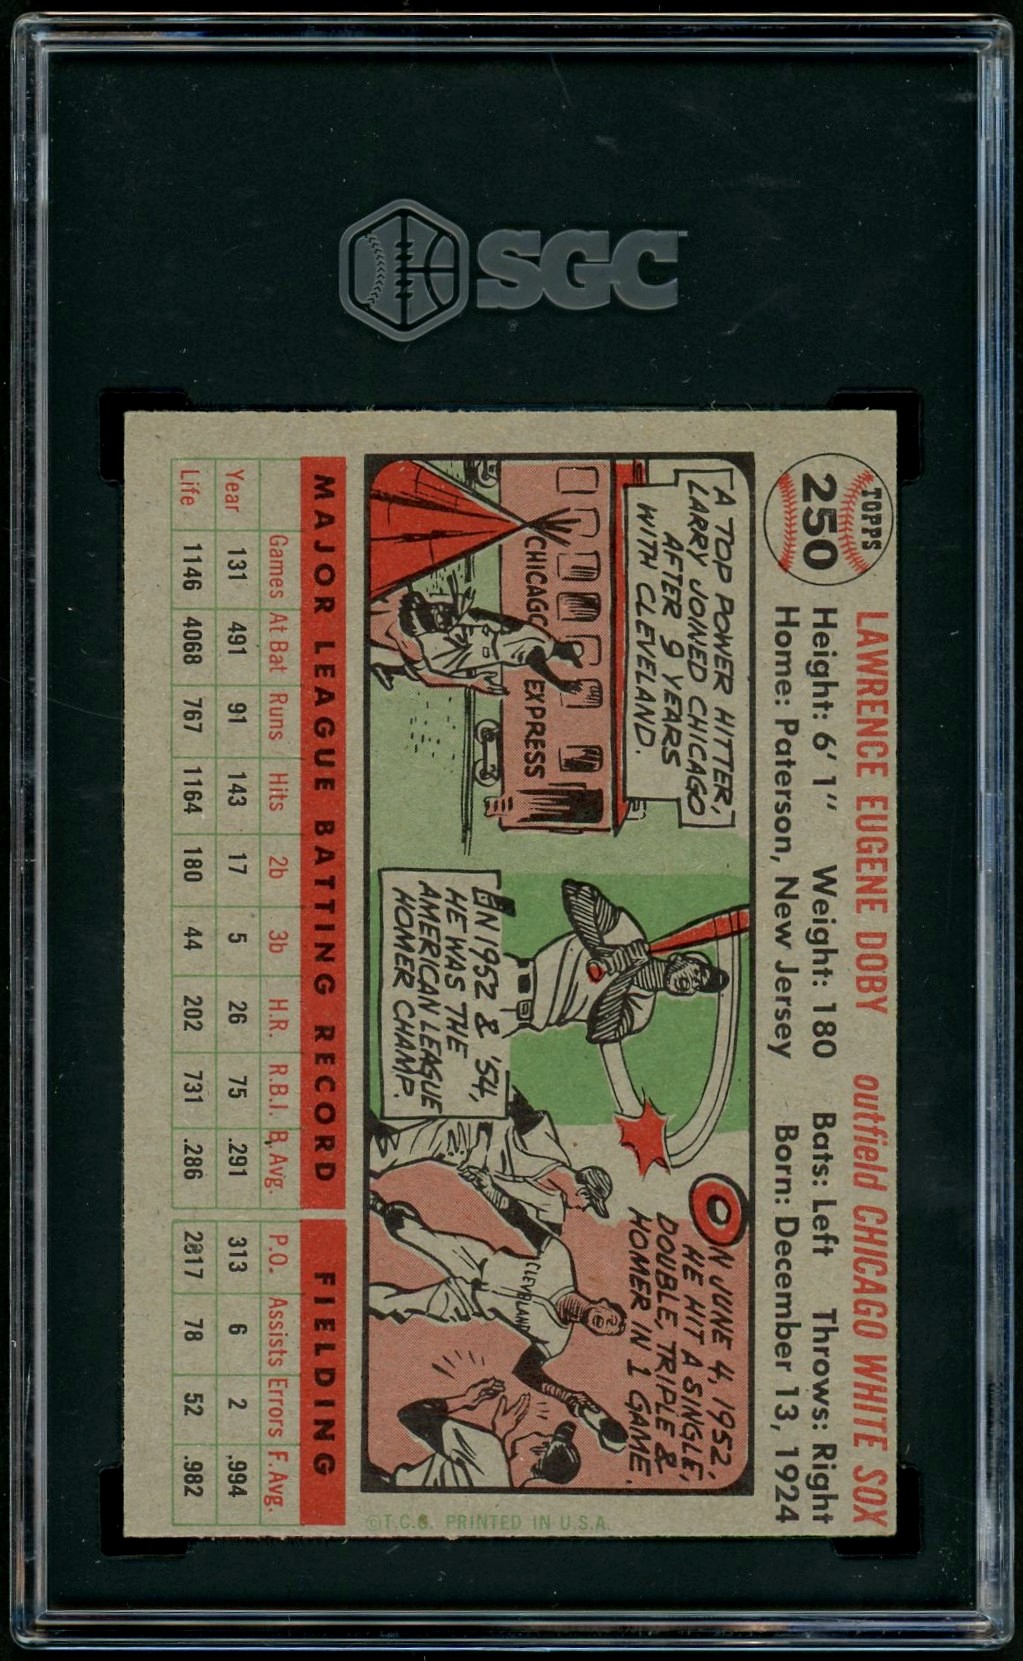 SGC
TOPPS
250
LAWRENCE EUGENE DOBY outfield CHICAGO WHITE SOX
Height: 6' 1" Weight: 180 Bats: Left Throws: Right
Home: Paterson, New Jersey Born: December 13, 1924
A TOP POWER HITTER,
LARRY JOINED CHICAGO
AFTER 9 YEARS
WITH CLEVELAND.
CHICAGO EXPRESS
IN 1952 & '54,
HE WAS THE
AMERICAN LEAGUE
HOMER CHAMP.
ON JUNE 4, 1952,
HE HIT A SINGLE,
DOUBLE, TRIPLE &
HOMER IN 1 GAME.
CLEVELAND
MAJOR LEAGUE BATTING RECORD FIELDING
Games At Bat Runs Hits 2b 3b H.R. R.B.I. B. Avg. P.O. Assists Errors F. Avg.
Year 131 491 91 143 17 5 26 75 .291 313 6 2 .994
Life 1146 4068 767 1164 180 44 202 731 .286 2817 78 52 .982
©T.C.G. PRINTED IN U.S.A.